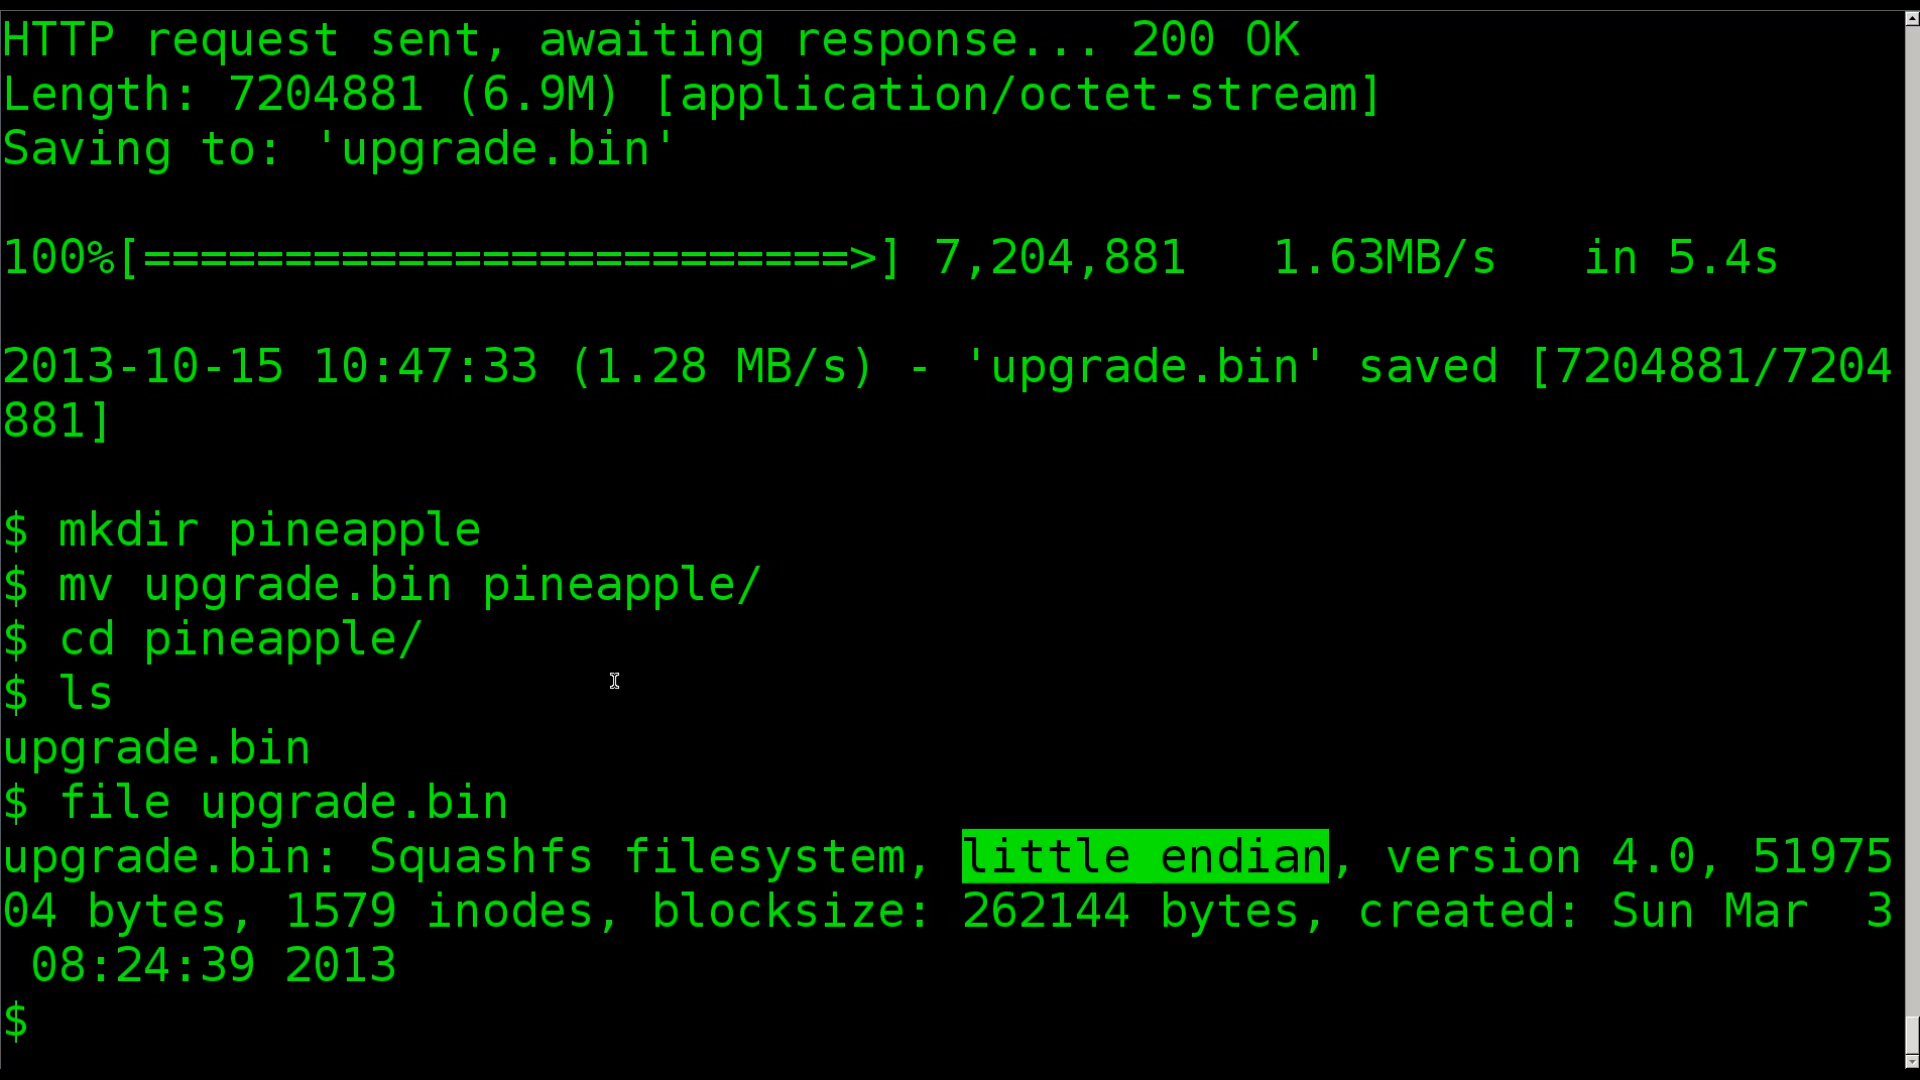 HTTP request sent, awaiting response... 200 OK
Length: 7204881 (6.9M) [application/octet-stream]
Saving to: 'upgrade.bin'
100%[=========================>] 7,204,881   1.63MB/s   in 5.4s
2013-10-15 10:47:33 (1.28 MB/s) - 'upgrade.bin' saved [7204881/7204
881]
$ mkdir pineapple
$ mv upgrade.bin pineapple/
$ cd pineapple/
$ ls
upgrade.bin
$ file upgrade.bin
upgrade.bin: Squashfs filesystem, little endian, version 4.0, 51975
04 bytes, 1579 inodes, blocksize: 262144 bytes, created: Sun Mar  3
 08:24:39 2013
$